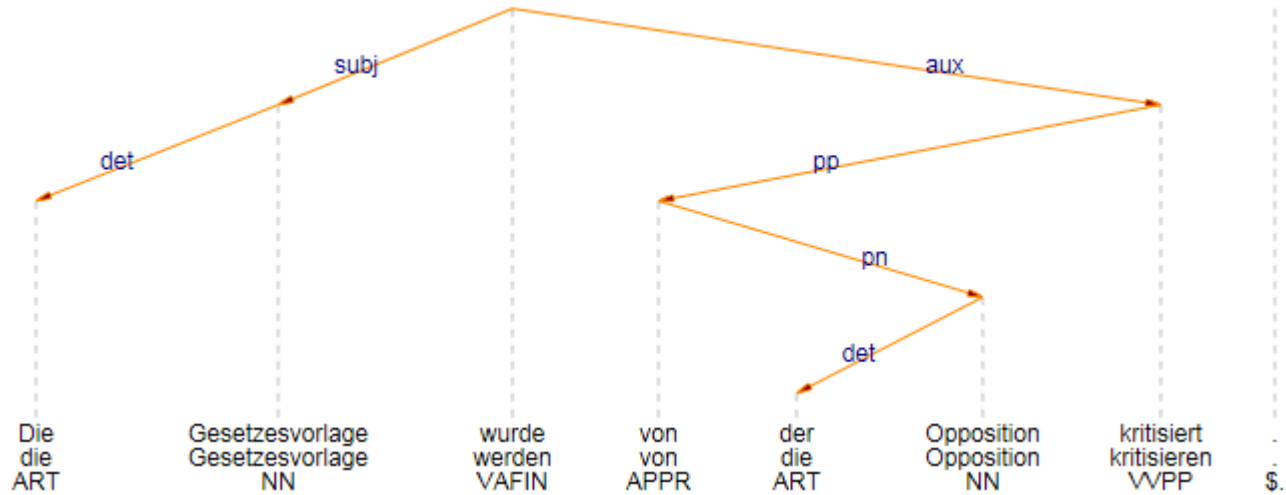 subj aux
det pp
pn
det
Die Gesetzesvorlage wurde von der Opposition kritisiert .
die Gesetzesvorlage werden von die Opposition kritisieren .
ART NN VAFIN APPR ART NN VVPP $.